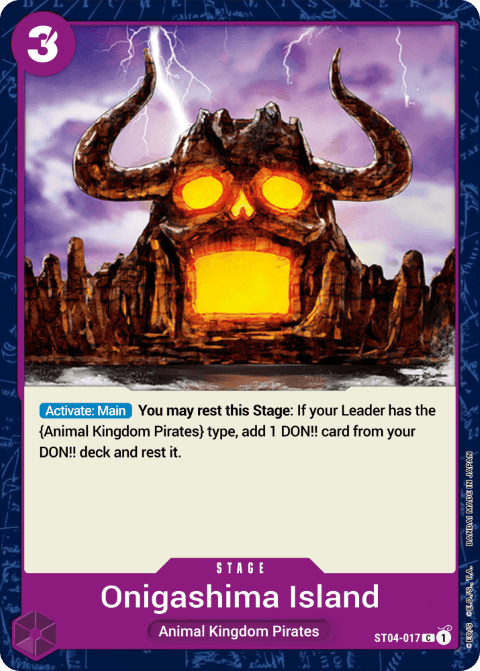 3
Activate: Main You may rest this Stage: If your Leader has the
{Animal Kingdom Pirates} type, add 1 DON!! card from your
DON!! deck and rest it.
STAGE
Onigashima Island
Animal Kingdom Pirates
ST04-017 C 1
BANDAI MADE IN JAPAN